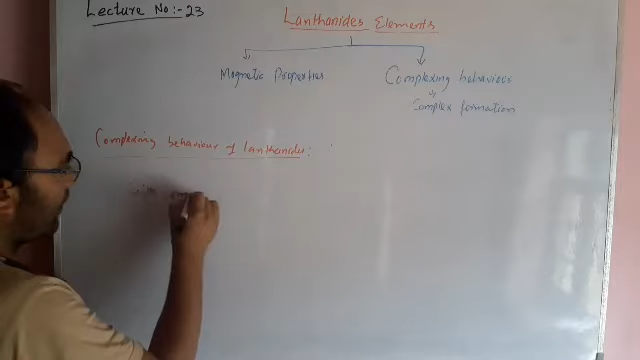 Lecture No:- 23
Lanthanides Elements
Magnetic Properties
Complexing behaviour
Complex formation
Complexing behaviour of lanthanides: